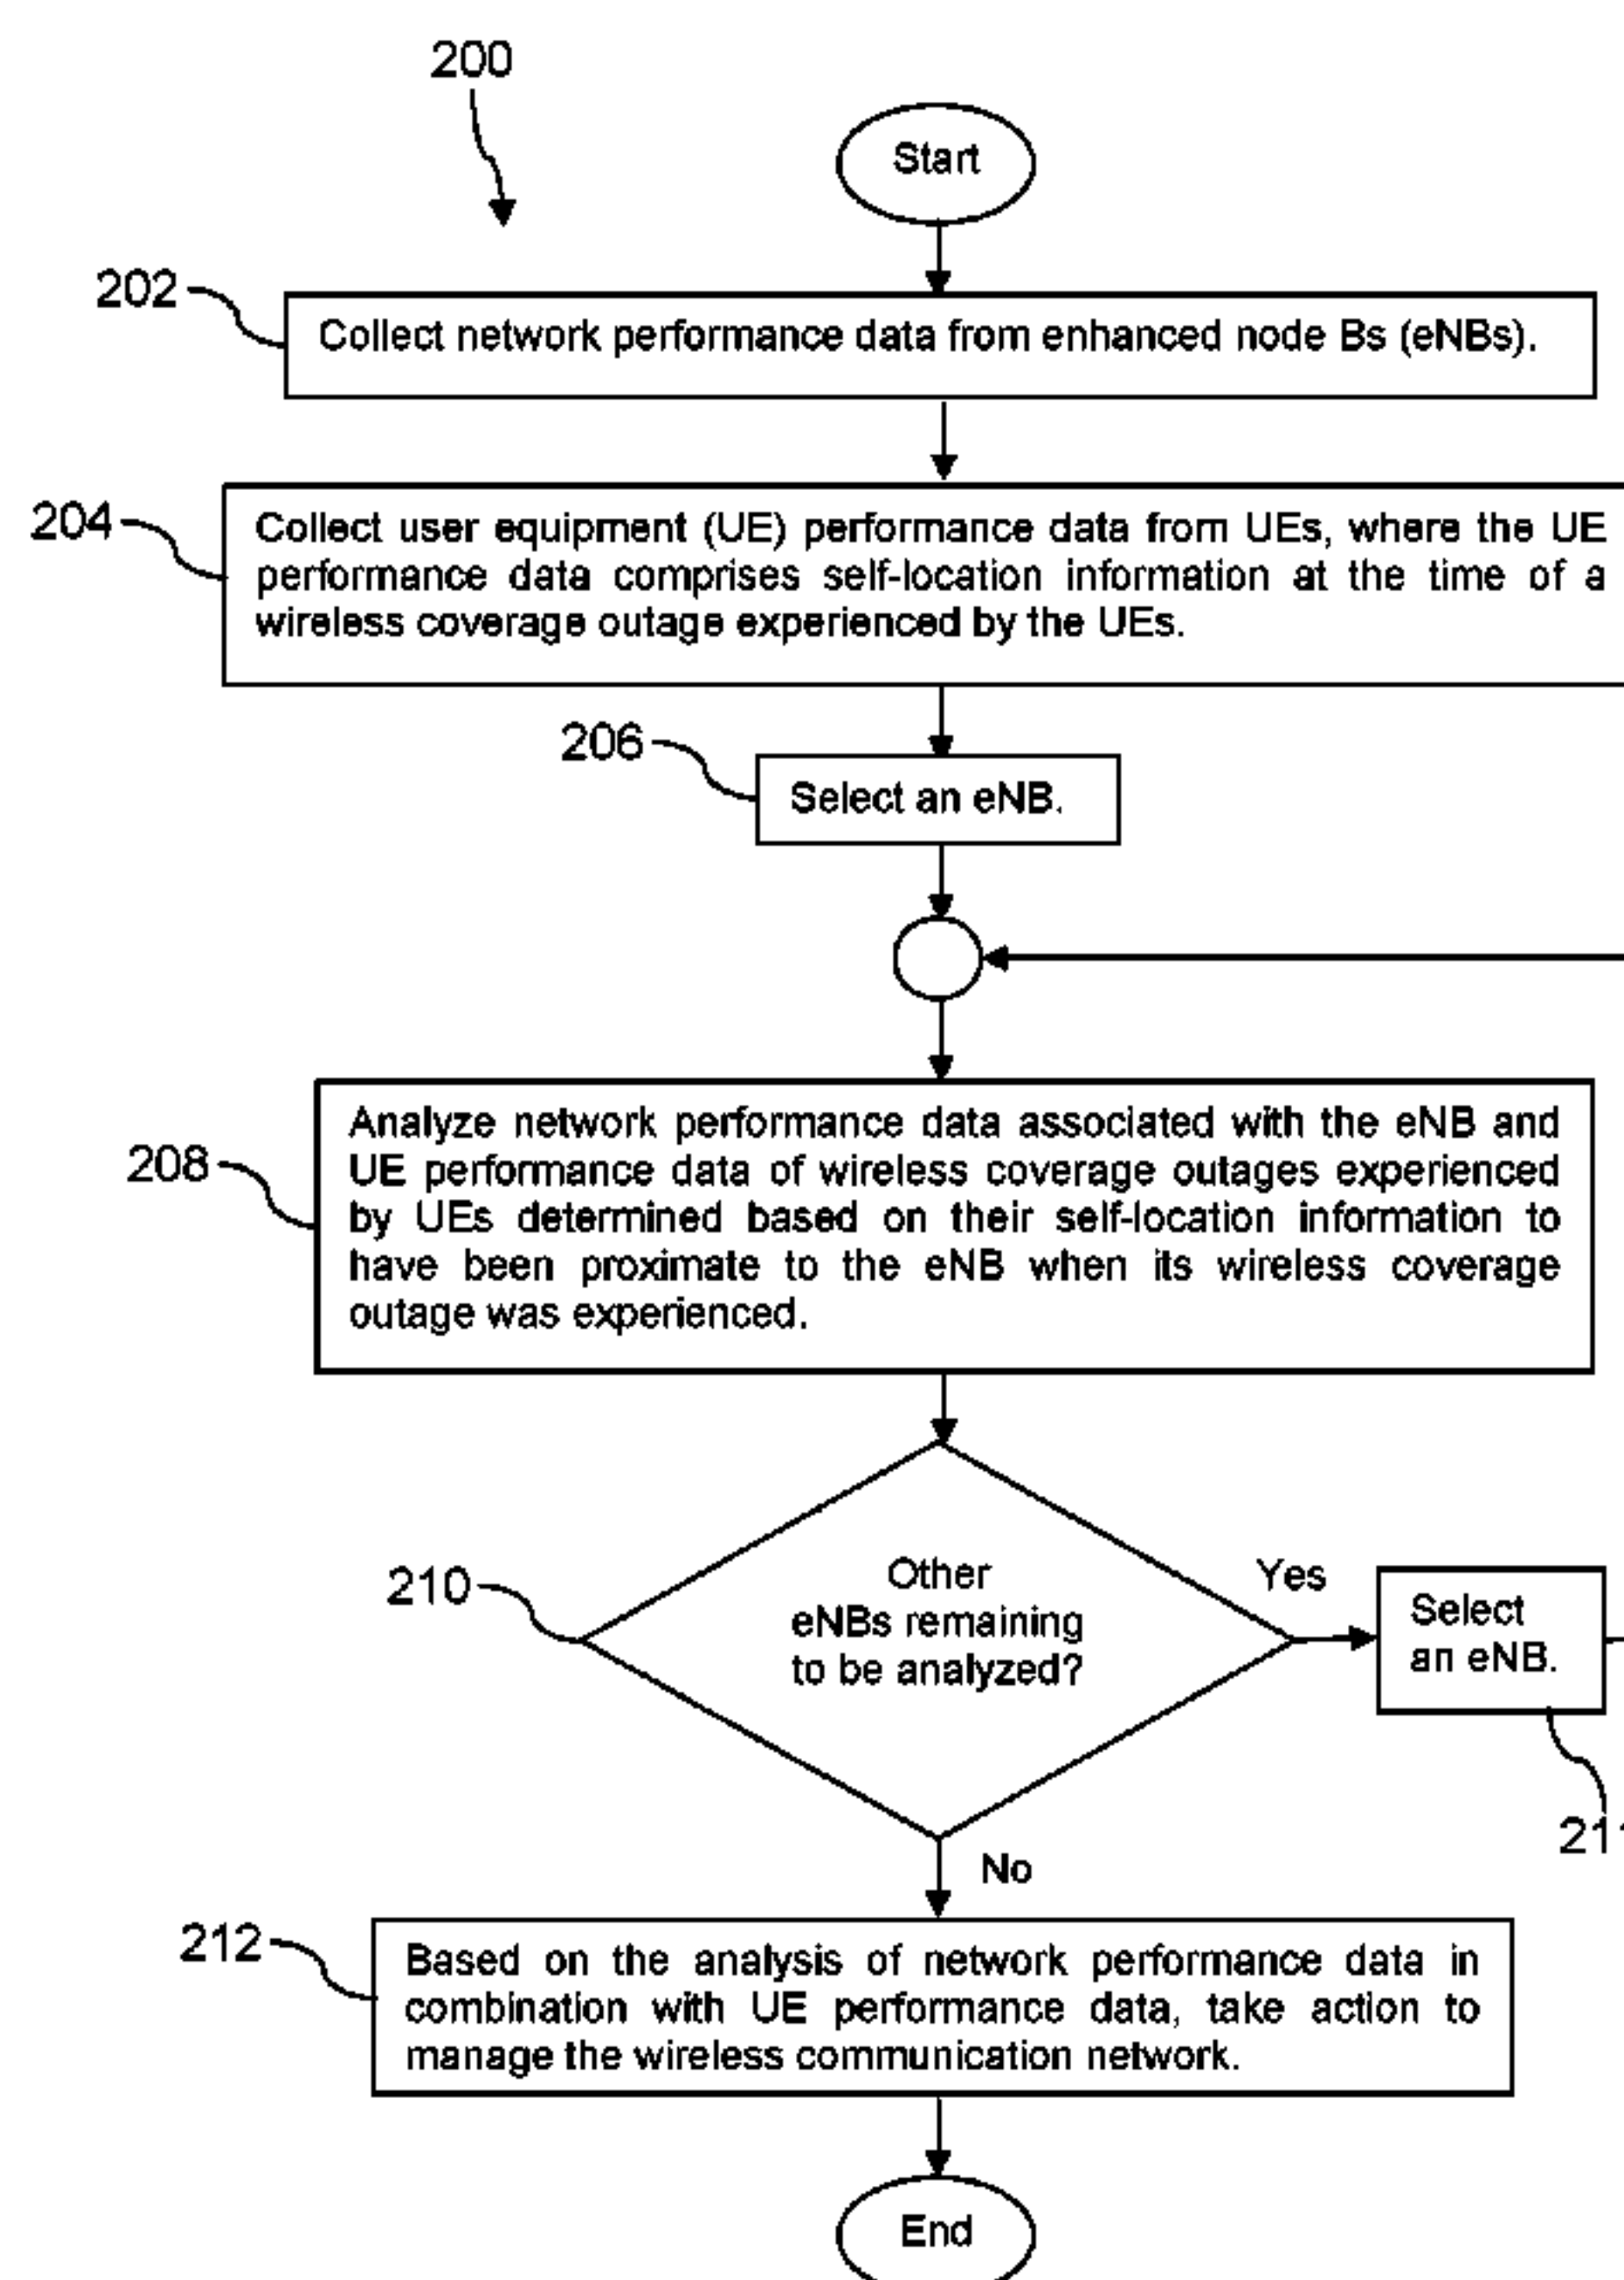 200
Start
202
Collect network performance data from enhanced node Bs (eNBs).
204
Collect user equipment (UE) performance data from UEs, where the UE
performance data comprises self-location information at the time of a
wireless coverage outage experienced by the UEs.
206
Select an eNB.
208
Analyze network performance data associated with the eNB and
UE performance data of wireless coverage outages experienced
by UEs determined based on their self-location information to
have been proximate to the eNB when its wireless coverage
outage was experienced.
210
Other
eNBs remaining
to be analyzed?
Yes
Select
an eNB.
211
No
212
Based on the analysis of network performance data in
combination with UE performance data, take action to
manage the wireless communication network.
End